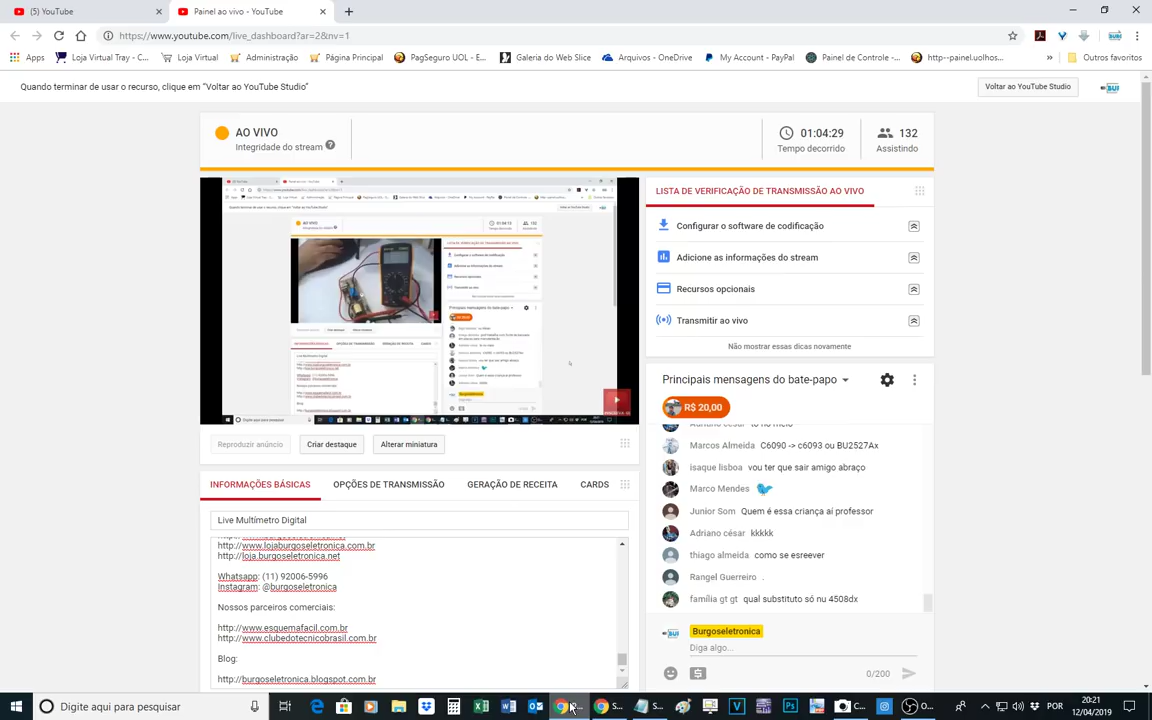 (5) YouTube
Painel ao vivo - YouTube
https://www.youtube.com/live_dashboard?ar=2&nv=1
Apps
Loja Virtual Tray - C...
Loja Virtual
Administração
Página Principal
PagSeguro UOL - E...
Galeria do Web Slice
Arquivos - OneDrive
My Account - PayPal
Painel de Controle -...
http--painel.uolhos...
Outros favoritos
Quando terminar de usar o recurso, clique em "Voltar ao YouTube Studio"
Voltar ao YouTube Studio
AO VIVO
Integridade do stream
01:04:29
Tempo decorrido
132
Assistindo
LISTA DE VERIFICAÇÃO DE TRANSMISSÃO AO VIVO
Configurar o software de codificação
Adicione as informações do stream
Recursos opcionais
Transmitir ao vivo
Não mostrar essas dicas novamente
Reproduzir anúncio
Criar destaque
Alterar miniatura
INFORMAÇÕES BÁSICAS
OPÇÕES DE TRANSMISSÃO
GERAÇÃO DE RECEITA
CARDS
Live Multímetro Digital
http://www.lojaburgoseletronica.com.br
http://loja.burgoseletronica.net
Whatsapp: (11) 92006-5996
Instagram: @burgoseletronica
Nossos parceiros comerciais:
http://www.esquemafacil.com.br
http://www.clubedotecnicobrasil.com.br
Blog:
http://burgoseletronica.blogspot.com.br
Principais mensagens do bate-papo
R$ 20,00
Marcos Almeida C6090 -> c6093 ou BU2527Ax
isaque lisboa vou ter que sair amigo abraço
Marco Mendes
Junior Som Quem é essa criança aí professor
Adriano césar kkkkk
thiago almeida como se esreever
Rangel Guerreiro .
família gt gt qual substituto só nu 4508dx
Burgoseletronica
Diga algo...
0/200
Digite aqui para pesquisar
POR
20:21
12/04/2019